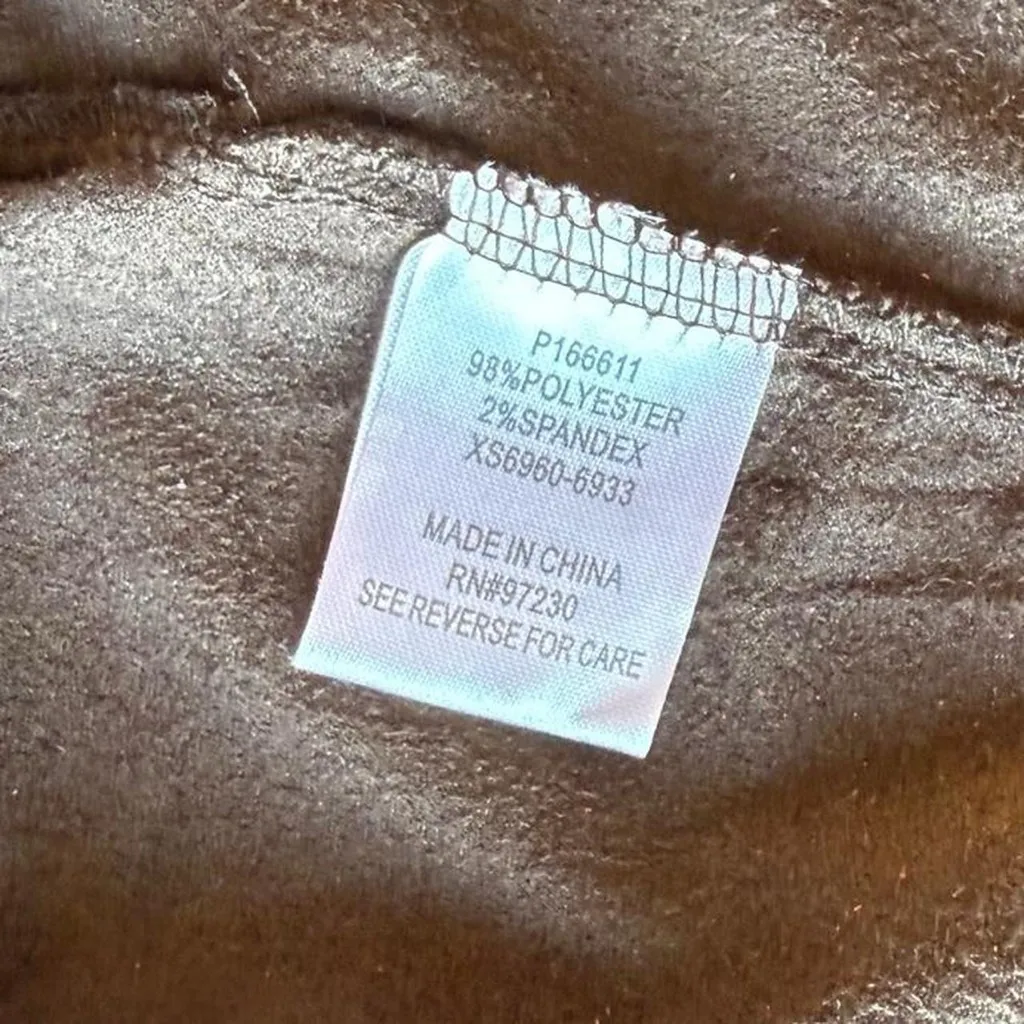 P166611
98%POLYESTER
2%SPANDEX
XS6960-6933
MADE IN CHINA
RN#97230
SEE REVERSE FOR CARE